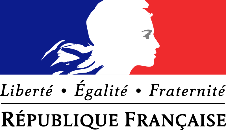 Liberté • Égalité • Fraternité
RÉPUBLIQUE FRANÇAISE